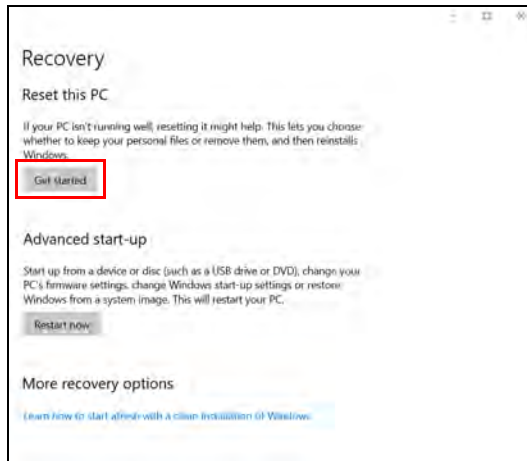 Recovery
Reset this PC
If your PC isn't running well, resetting it might help. This lets you choose
whether to keep your personal files or remove them, and then reinstalls
Windows.
Get started
Advanced start-up
Start up from a device or disc (such as a USB drive or DVD), change your
PC's firmware settings, change Windows start-up settings or restore
Windows from a system image. This will restart your PC.
Restart now
More recovery options
Learn how to start afresh with a clean installation of Windows